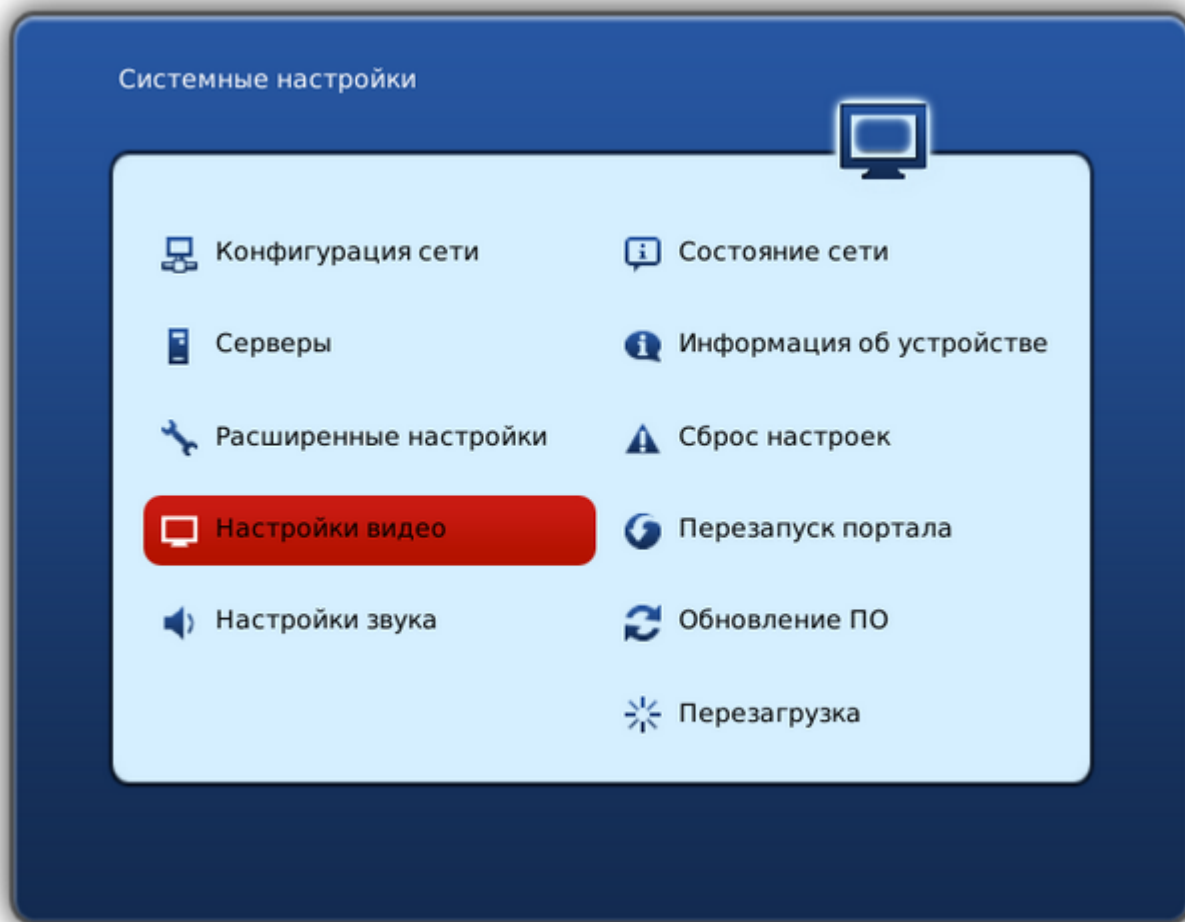 Системные настройки
Конфигурация сети
Состояние сети
Серверы
Информация об устройстве
Расширенные настройки
Сброс настроек
Настройки видео
Перезапуск портала
Настройки звука
Обновление ПО
Перезагрузка